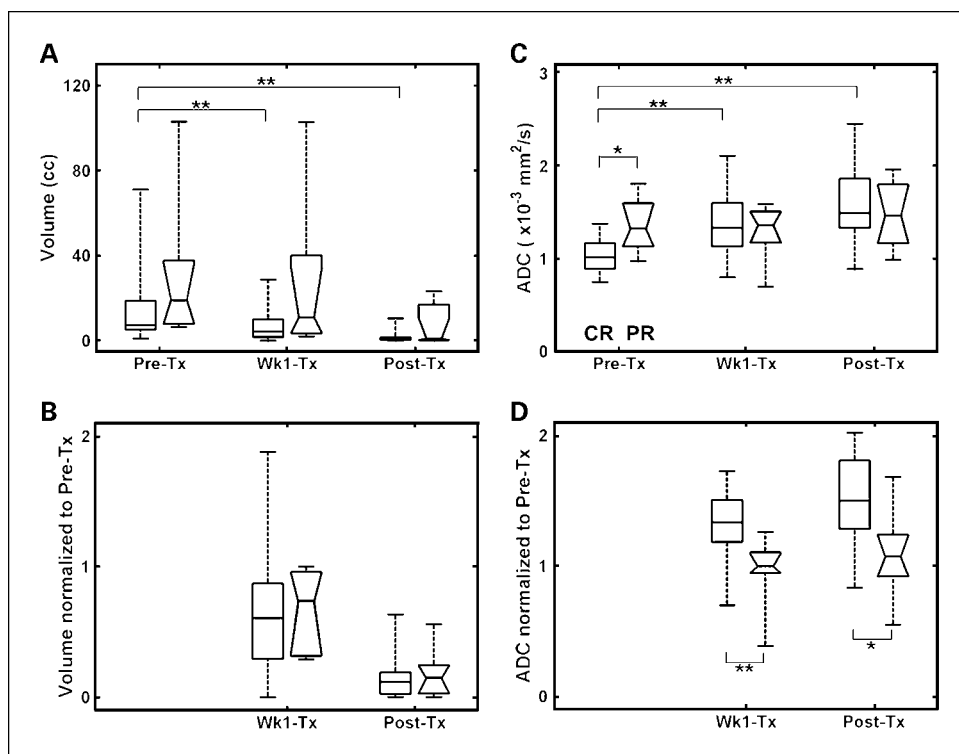 A
Volume (cc)
120
80
40
0
**
**
Pre-Tx
Wk1-Tx
Post-Tx
C
ADC ( x10⁻³ mm²/s)
3
2
1
0
*
**
**
CR PR
Pre-Tx
Wk1-Tx
Post-Tx
B
Volume normalized to Pre-Tx
2
1
0
Wk1-Tx
Post-Tx
D
ADC normalized to Pre-Tx
2
1
0
**
*
Wk1-Tx
Post-Tx